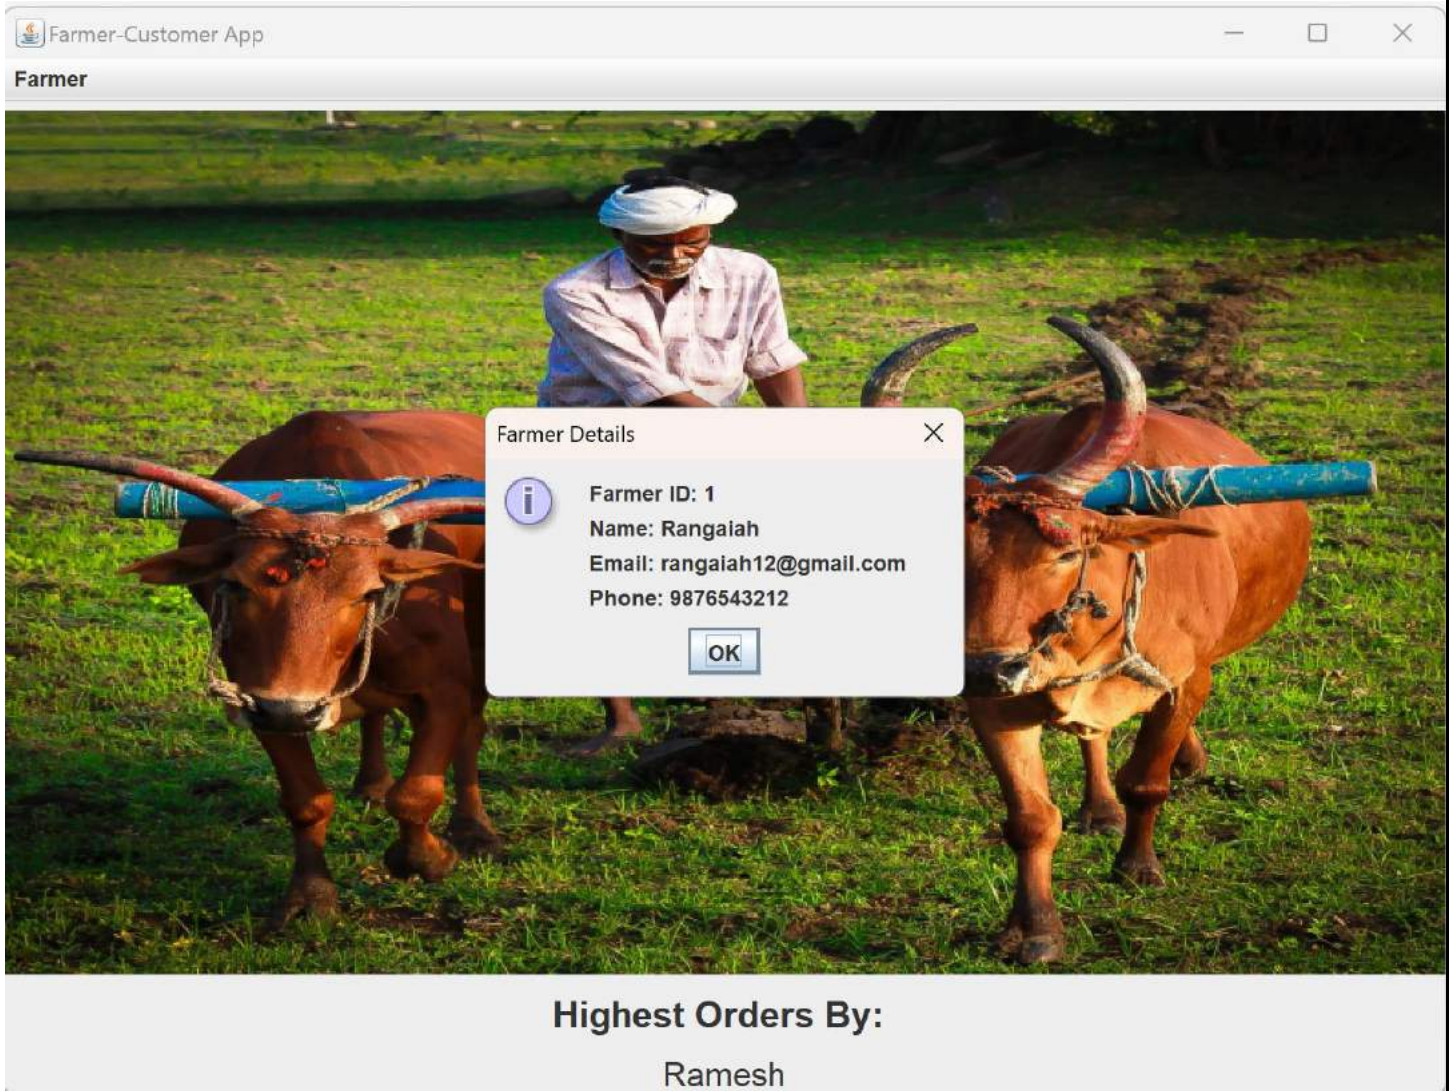 Farmer-Customer App
Farmer
Farmer Details
Farmer ID: 1
Name: Rangaiah
Email: rangaiah12@gmail.com
Phone: 9876543212
OK
Highest Orders By:
Ramesh